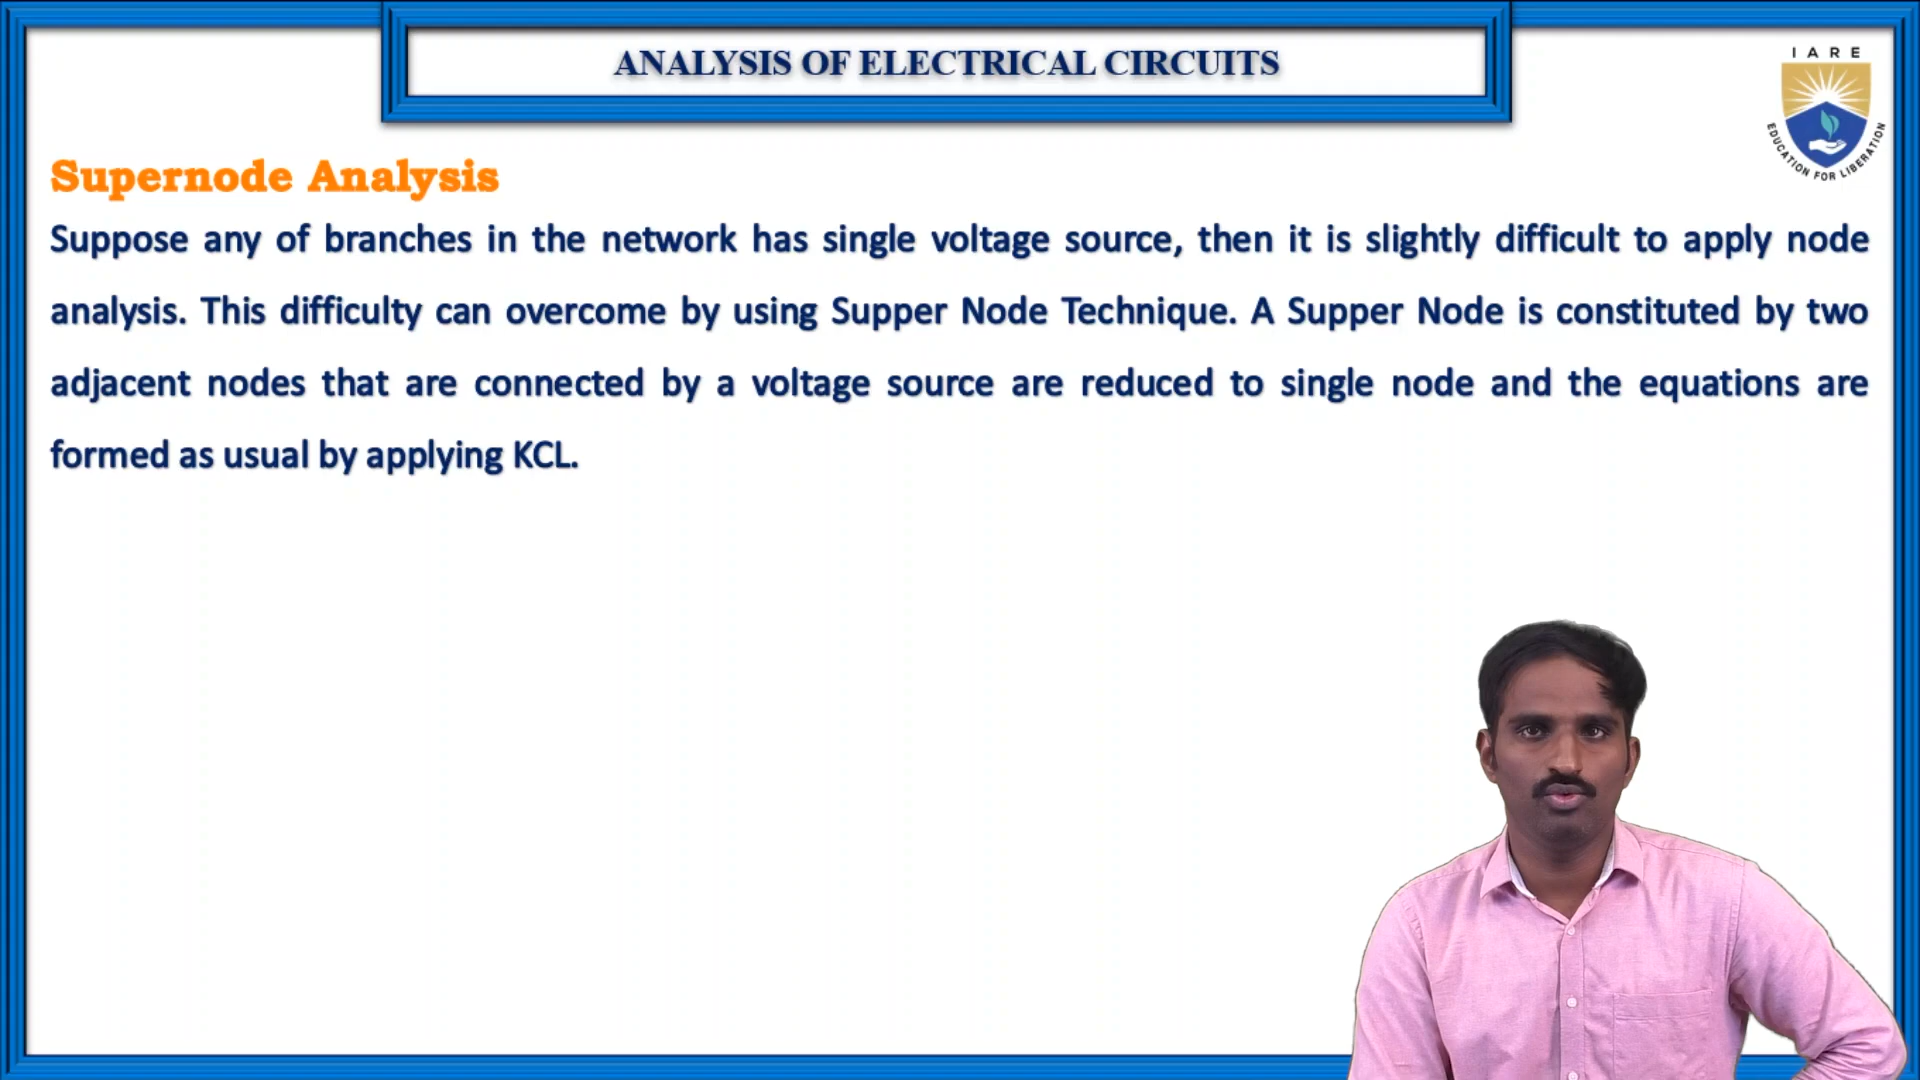 ANALYSIS OF ELECTRICAL CIRCUITS
IARE
EDUCATION FOR LIBERATION
Supernode Analysis
Suppose any of branches in the network has single voltage source, then it is slightly difficult to apply node
analysis. This difficulty can overcome by using Supper Node Technique. A Supper Node is constituted by two
adjacent nodes that are connected by a voltage source are reduced to single node and the equations are
formed as usual by applying KCL.